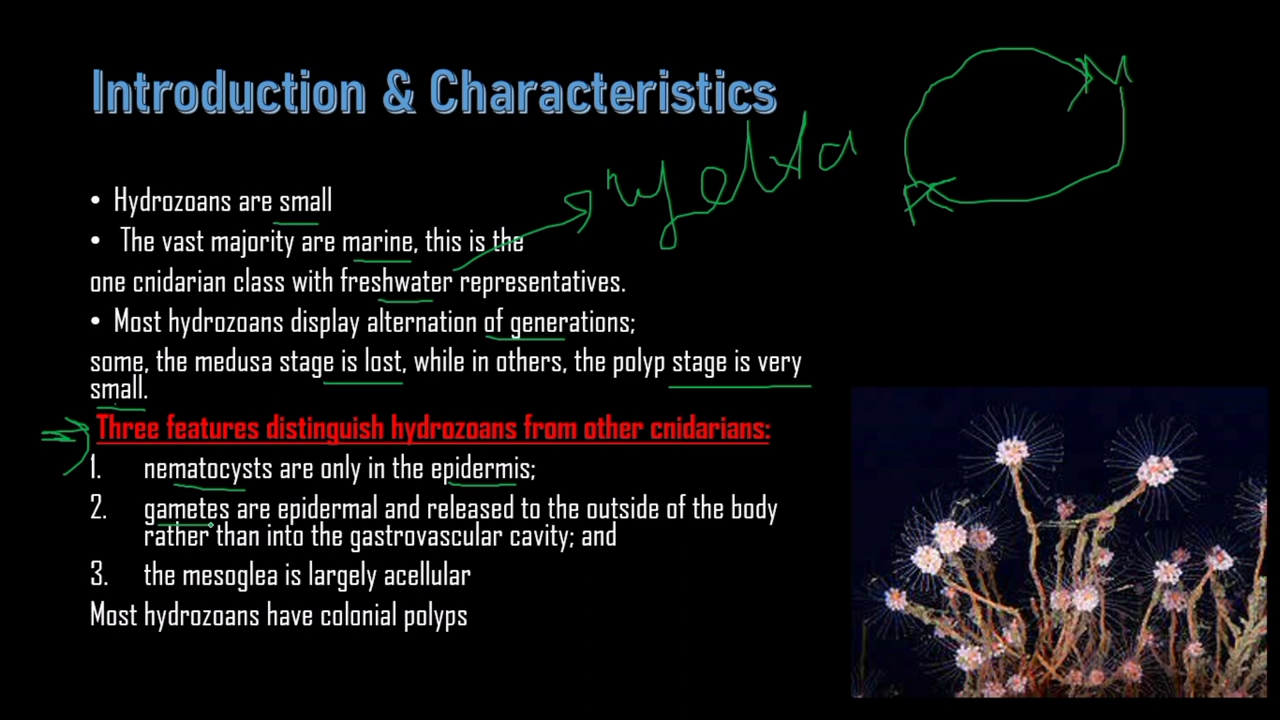 Introduction & Characteristics
• Hydrozoans are small
• The vast majority are marine, this is the
one cnidarian class with freshwater representatives.
• Most hydrozoans display alternation of generations;
some, the medusa stage is lost, while in others, the polyp stage is very
small.
Three features distinguish hydrozoans from other cnidarians:
1. nematocysts are only in the epidermis;
2. gametes are epidermal and released to the outside of the body
rather than into the gastrovascular cavity; and
3. the mesoglea is largely acellular
Most hydrozoans have colonial polyps